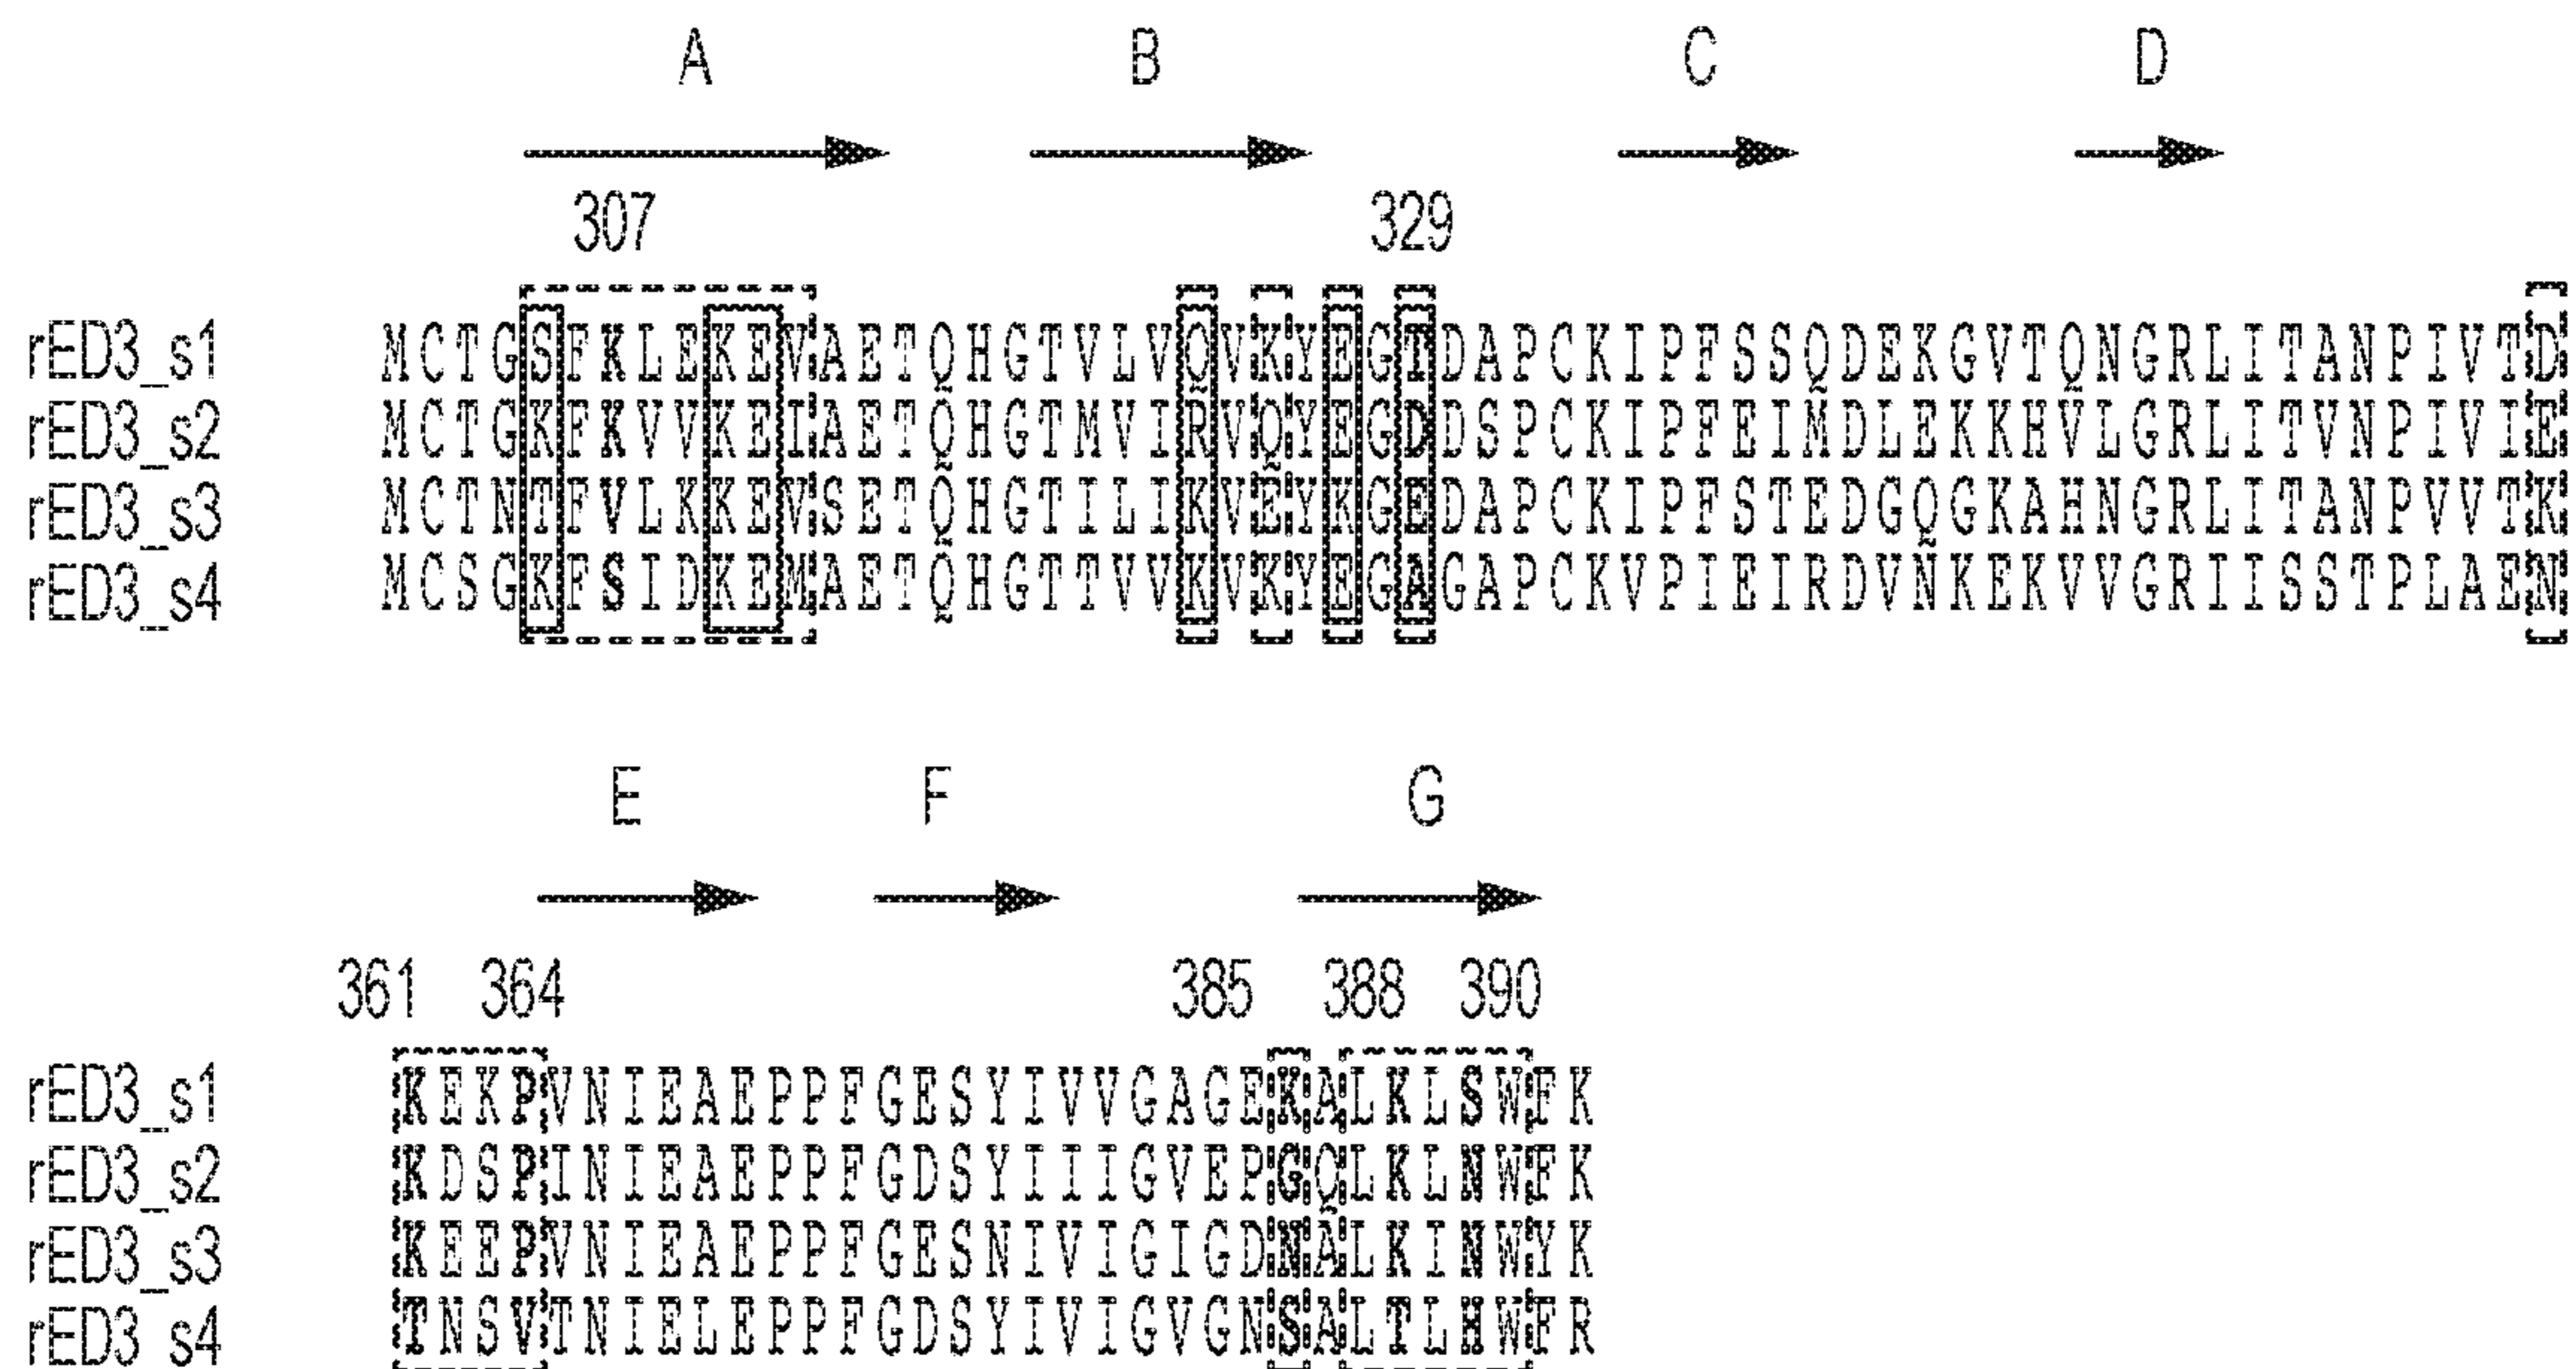 A B C D
307 329
rED3_s1 MCTGSFKLEKEVAETQHGTVLVQVKYEGTDAPCKIPFSSQDEKGVTQNGRLITANPIVTD
rED3_s2 MCTGKFKVVKEIAETQHGTMVIRVQYEGDDSPCKIPFEIMDLEKKHVLGRLITVNPIVIE
rED3_s3 MCTNTFVLKKEVSETQHGTILIKVEYKGEDAPCKIPFSTEDGQGKAHNGRLITANPVVTK
rED3_s4 MCSGKFSIDKEMAETQHGTTVVKVKYEGAGAPCKVPIEIRDVNKEKVVGRIISSTPLAEN
E F G
361 364 385 388 390
rED3_s1 KEKPVNIEAEPPFGESYIVVGAGEKALKLSWFK
rED3_s2 KDSPINIEAEPPFGDSYIIIGVEPGQLKLNWFK
rED3_s3 KEEPVNIEAEPPFGESNIVIGIGDNALKINWYK
rED3_s4 TNSVTNIELEPPFGDSYIVIGVGNSALTLHWFR